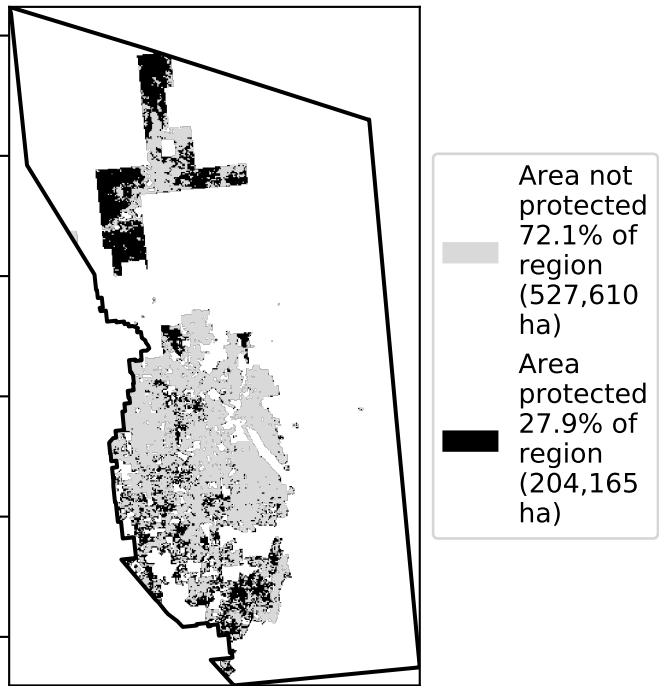 Area not
protected
72.1% of
region
(527,610
ha)
Area
protected
27.9% of
region
(204,165
ha)